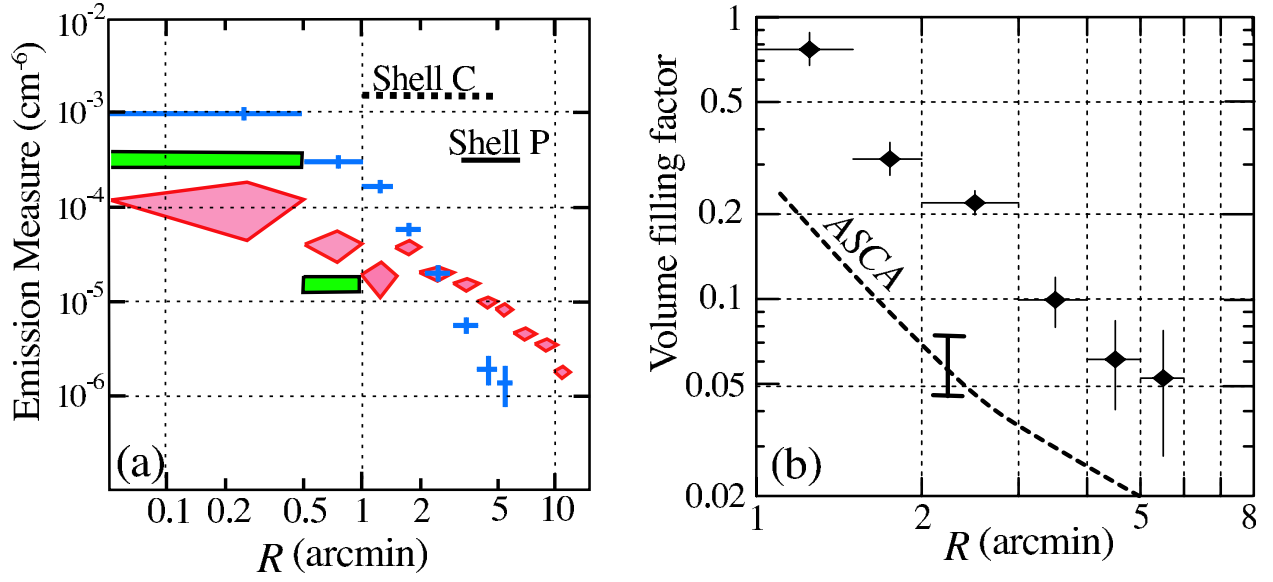 10⁻²
10⁻³
10⁻⁴
10⁻⁵
10⁻⁶
Emission Measure (cm⁻⁶)
Shell C
Shell P
(a)
0.1 0.2 0.5 1 2 5 10
R (arcmin)
1
0.5
0.2
0.1
0.05
0.02
Volume filling factor
ASCA
(b)
1 2 5 8
R (arcmin)